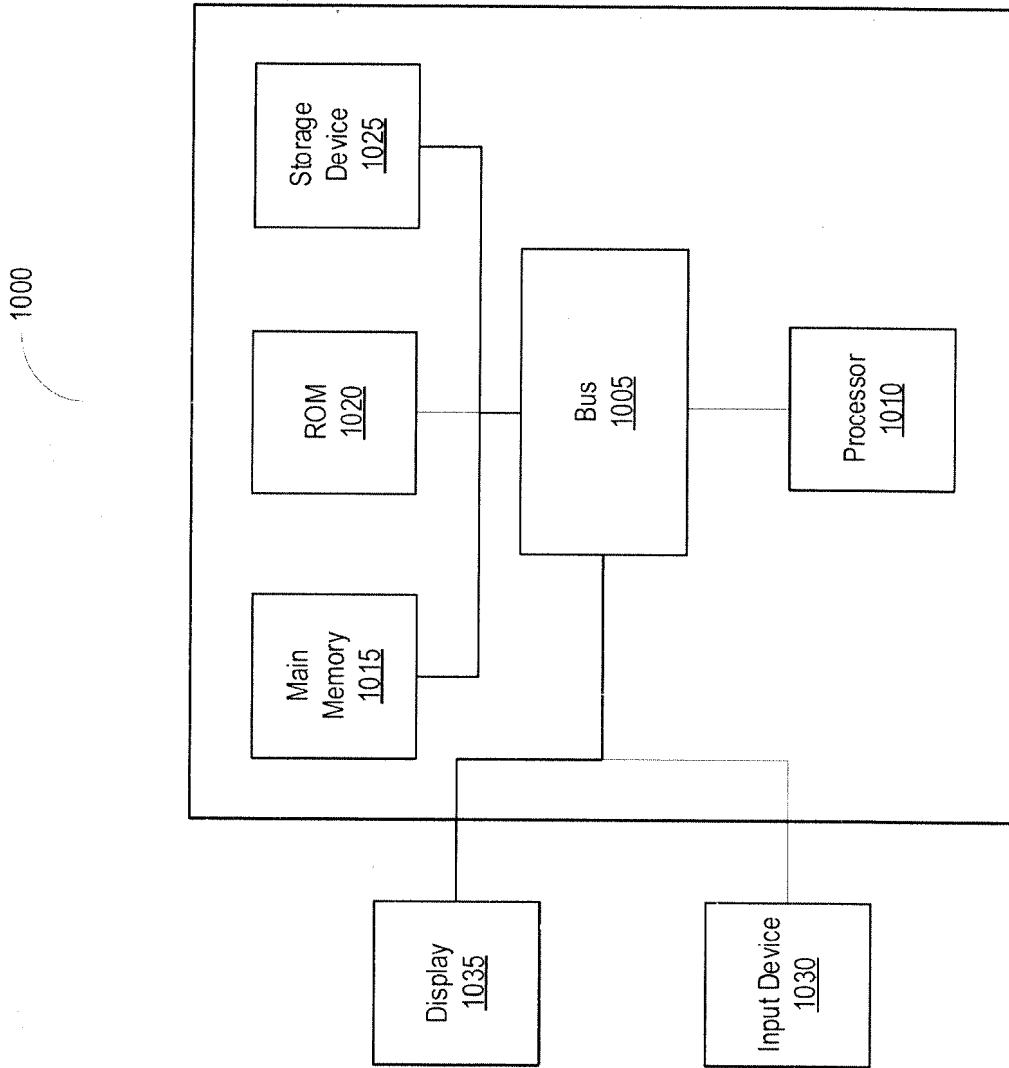 1000
Main
Memory
1015
ROM
1020
Storage
Device
1025
Display
1035
Bus
1005
Input Device
1030
Processor
1010